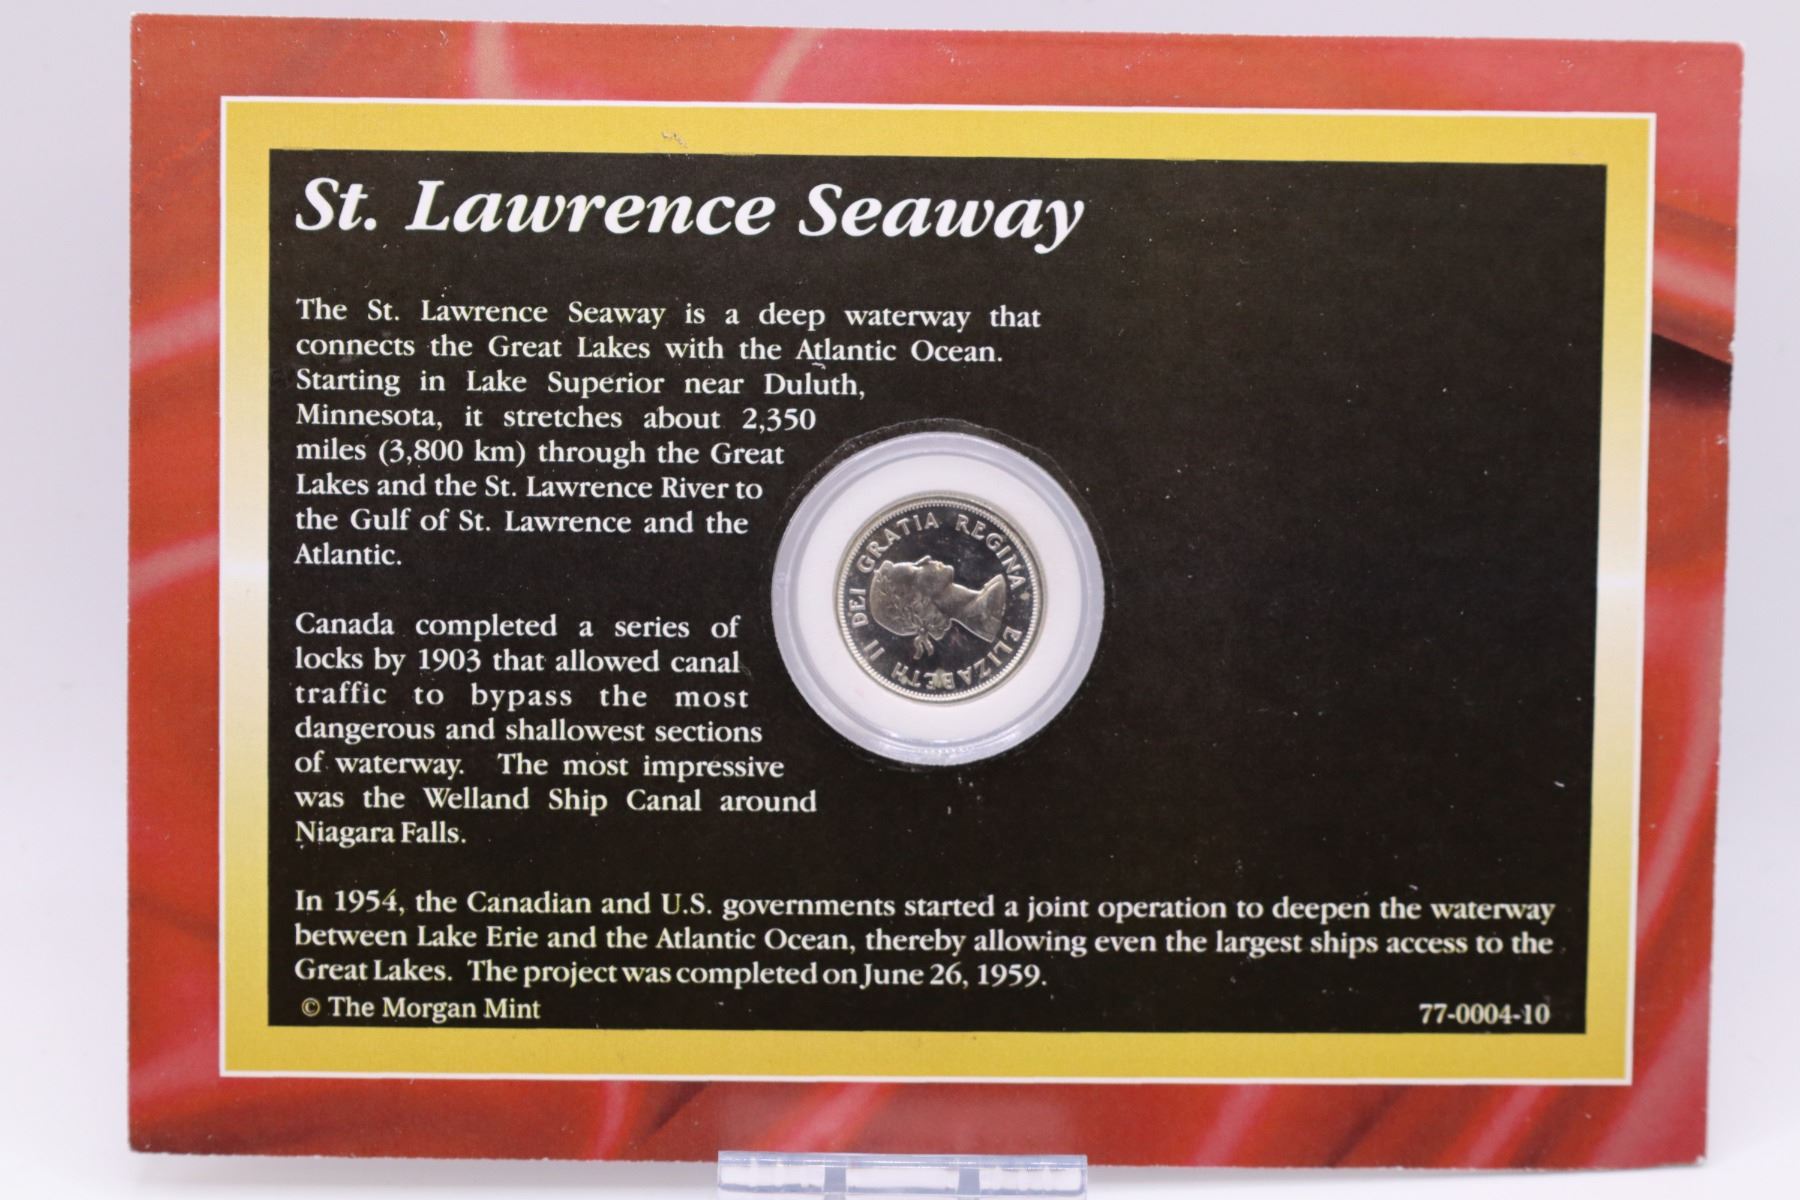 St. Lawrence Seaway
The St. Lawrence Seaway is a deep waterway that
connects the Great Lakes with the Atlantic Ocean.
Starting in Lake Superior near Duluth,
Minnesota, it stretches about 2,350
miles (3,800 km) through the Great
Lakes and the St. Lawrence River to
the Gulf of St. Lawrence and the
Atlantic.
Canada completed a series of
locks by 1903 that allowed canal
traffic to bypass the most
dangerous and shallowest sections
of waterway. The most impressive
was the Welland Ship Canal around
Niagara Falls.
In 1954, the Canadian and U.S. governments started a joint operation to deepen the waterway
between Lake Erie and the Atlantic Ocean, thereby allowing even the largest ships access to the
Great Lakes. The project was completed on June 26, 1959.
© The Morgan Mint
77-0004-10
ELIZABETH II DEI GRATIA REGINA